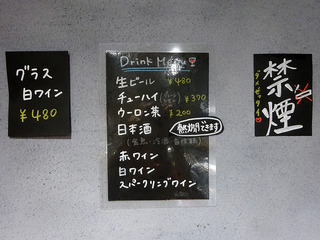 グラス
白ワイン
¥480
Drink Menu
生ビール ¥480
チューハイ ¥370
ウーロン茶 ¥200
日本酒 熱燗できます
赤ワイン
白ワイン
スパークリングワイン
禁煙